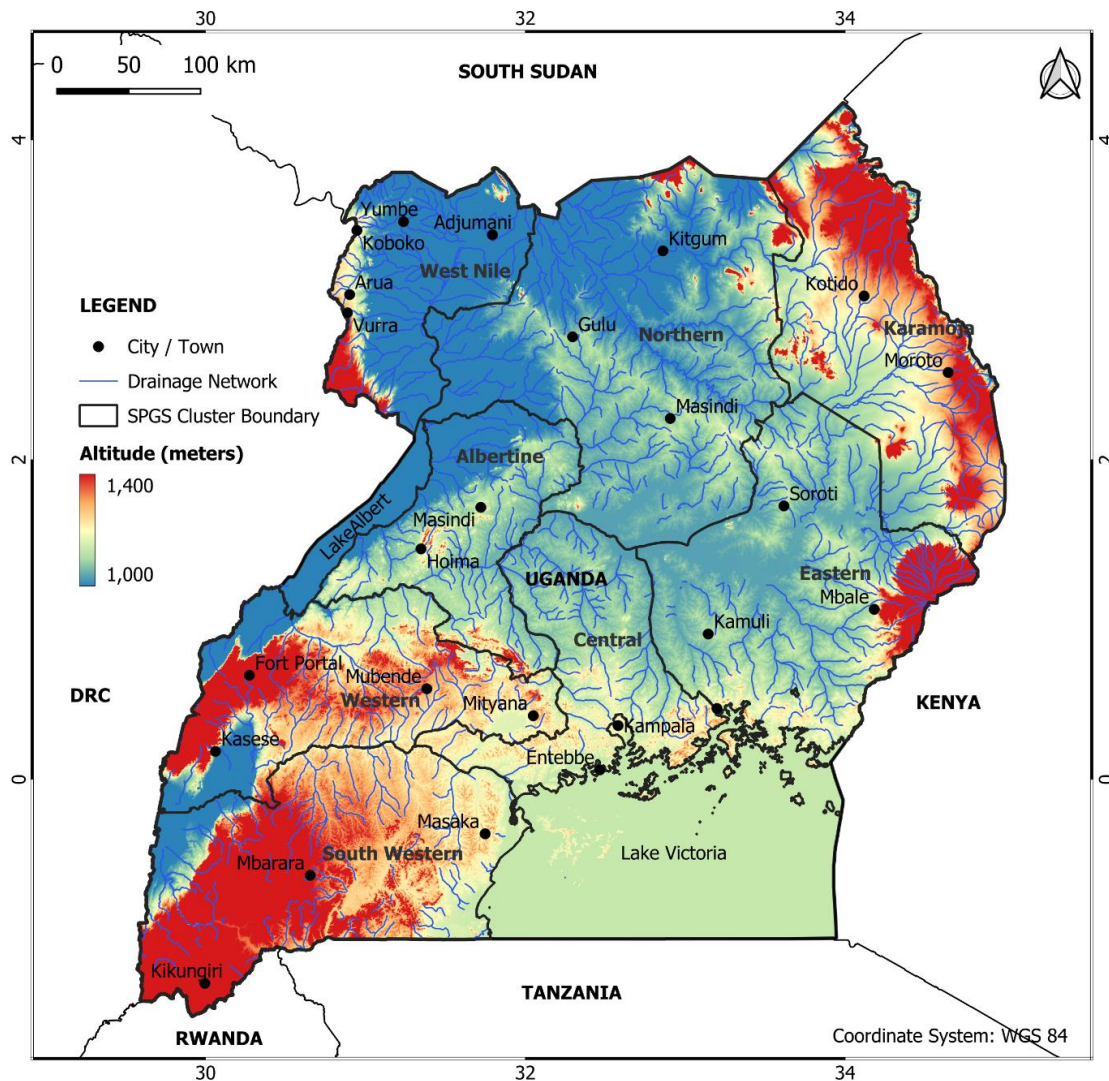 30 32 34
0 50 100 km
SOUTH SUDAN
4 4
Yumbe
Adjumani
Koboko
Kitgum
West Nile
Arua
Kotido
LEGEND
Vurra
Gulu
Northern
Karamoja
City / Town
Moroto
Drainage Network
Masindi
SPGS Cluster Boundary
Altitude (meters)
2
Albertine
1,400
Soroti
Masindi
LakeAlbert
Hoima
1,000
UGANDA
Eastern
Mbale
Kamuli
Central
Fort Portal
Mubende
DRC
Western
Mityana
KENYA
Kampala
Kasese
Entebbe
0 0
Masaka
Lake Victoria
South Western
Mbarara
Kikungiri
TANZANIA
RWANDA
Coordinate System: WGS 84
30 32 34